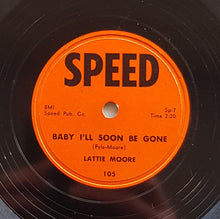 SPEED
BMI
Speed Pub. Co.
Sp-7
Time 2:20
BABY I'LL SOON BE GONE
(Pyle-Moore)
LATTIE MOORE
105